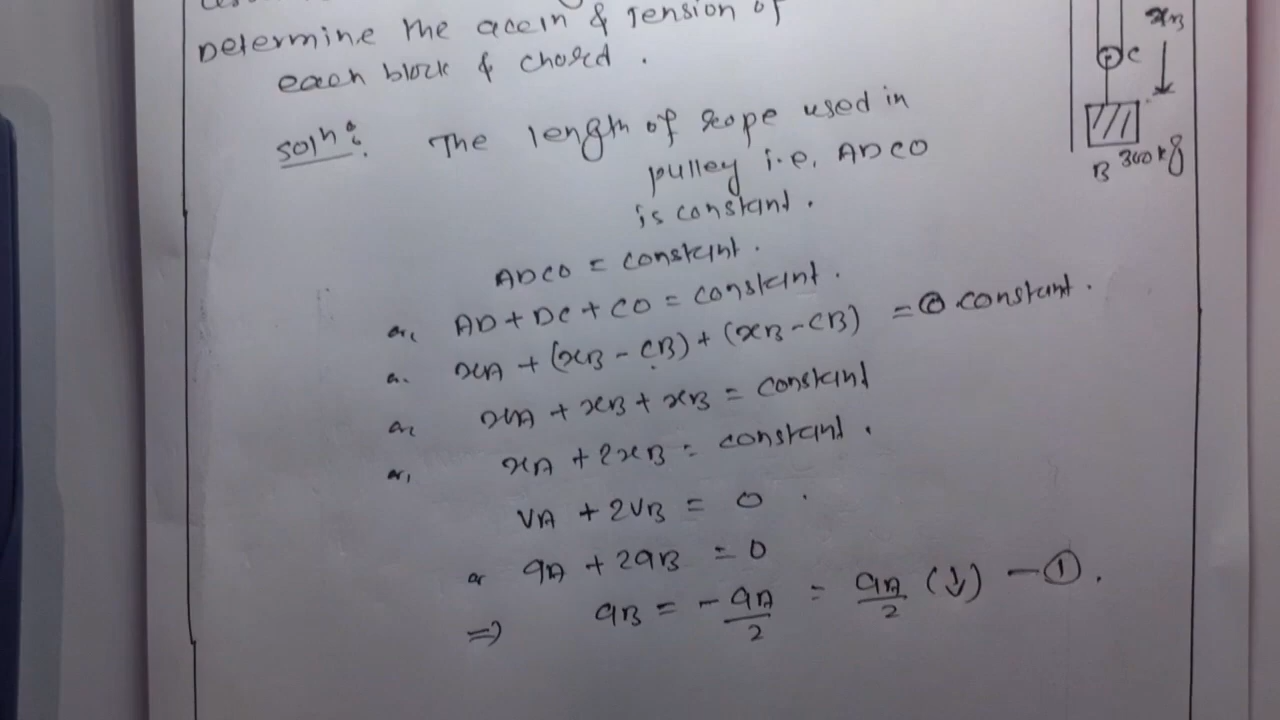 Determine the acceln & Tension of
each block & chord.
xB
C
B 300 kg
Soln: The length of rope used in
pulley i.e. ADCO
is constant.
ADCO = constant.
or, AD + DC + CO = constant.
or xA + (xB - CB) + (xB - CB) = constant.
or xA + xB + xB = constant
or, xA + 2xB = constant.
VA + 2VB = 0.
or aA + 2aB = 0
⇒ aB = - aA/2 = aA/2 (↓) — ①.